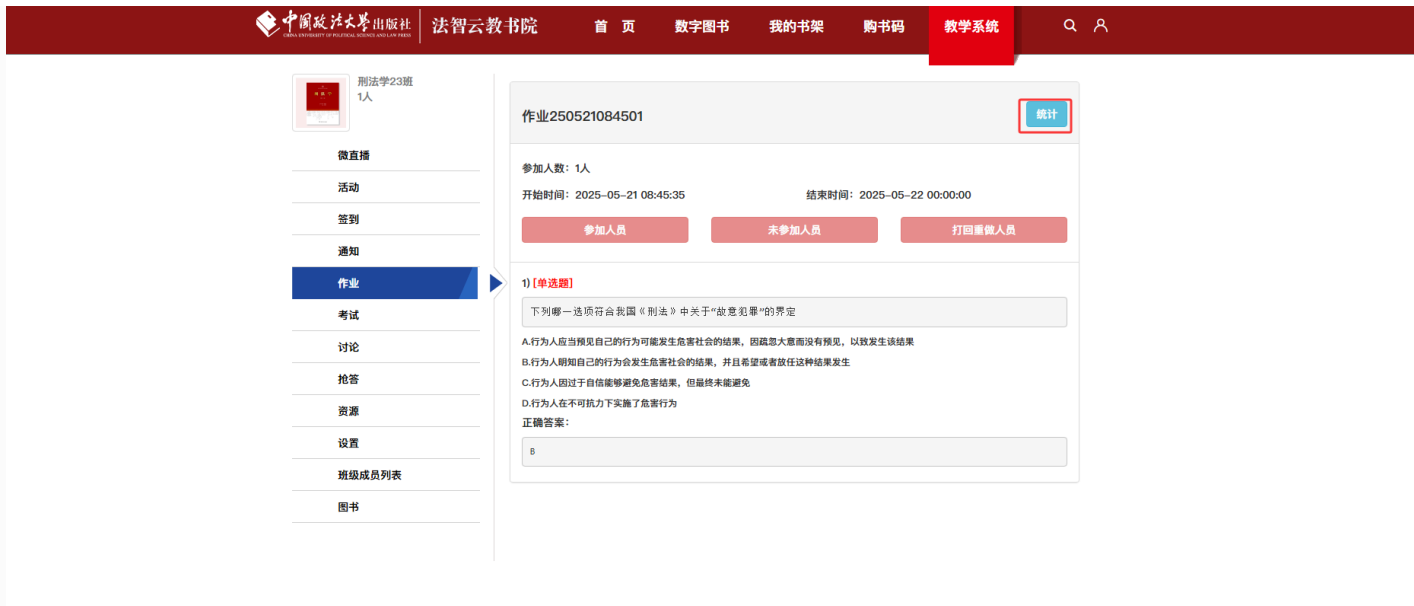 中国政法大学出版社 法智云教书院 首 页 数字图书 我的书架 购书码 教学系统
CHINA UNIVERSITY OF POLITICAL SCIENCE AND LAW PRESS
刑法学23班
1人
微直播
活动
签到
通知
作业
考试
讨论
抢答
资源
设置
班级成员列表
图书
作业250521084501 统计
参加人数：1人
开始时间：2025-05-21 08:45:35 结束时间：2025-05-22 00:00:00
参加人员 未参加人员 打回重做人员
1) [单选题]
下列哪一选项符合我国《刑法》中关于“故意犯罪”的界定
A.行为人应当预见自己的行为可能发生危害社会的结果，因疏忽大意而没有预见，以致发生该结果
B.行为人明知自己的行为会发生危害社会的结果，并且希望或者放任这种结果发生
C.行为人因过于自信能够避免危害结果，但最终未能避免
D.行为人在不可抗力下实施了危害行为
正确答案：
B